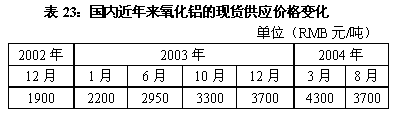 表 23：国内近年来氧化铝的现货供应价格变化
单位（RMB 元/吨）
2002 年 2003 年 2004 年
12 月 1 月 6 月 10 月 12 月 3 月 8 月
1900 2200 2950 3300 3700 4300 3700